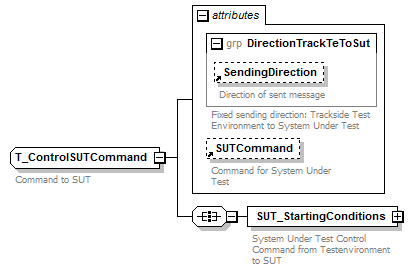 attributes
grp DirectionTrackTeToSut
SendingDirection
Direction of sent message
Fixed sending direction: Trackside Test
Environment to System Under Test
SUTCommand
Command for System Under
Test
T_ControlSUTCommand
Command to SUT
SUT_StartingConditions
System Under Test Control
Command from Testenvironment
to SUT